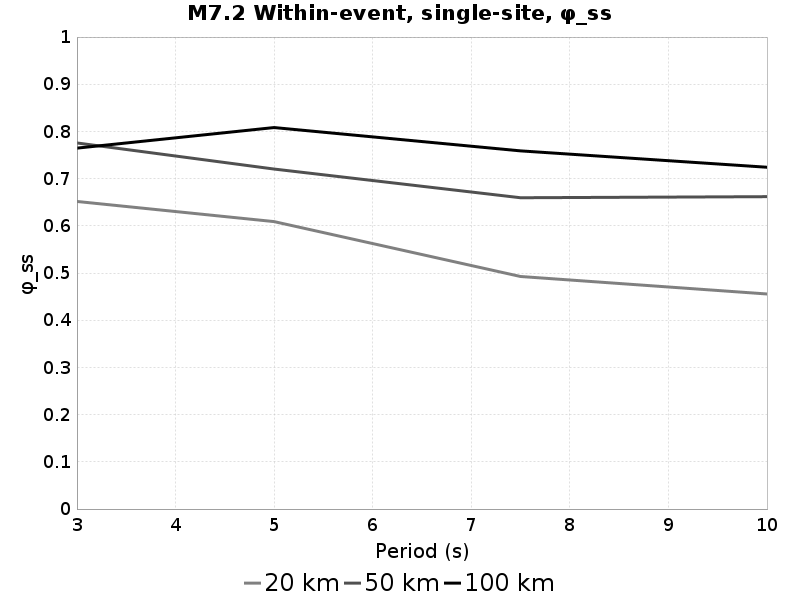 M7.2 Within-event, single-site, φ_ss
1
0.9
0.8
0.7
0.6
0.5
0.4
0.3
0.2
0.1
0
φ_ss
3 4 5 6 7 8 9 10
Period (s)
20 km 50 km 100 km